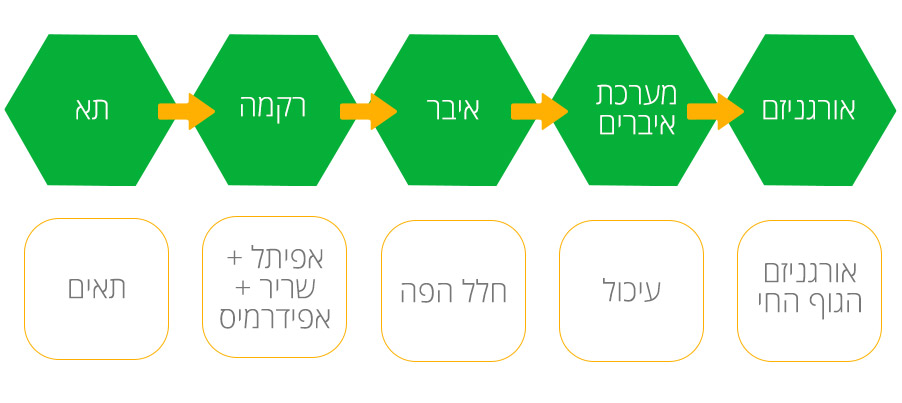 תא
רקמה
איבר
מערכת
איברים
אורגניזם
תאים
אפיתל +
שריר +
אפידרמיס
חלל הפה
עיכול
אורגניזם
הגוף החי